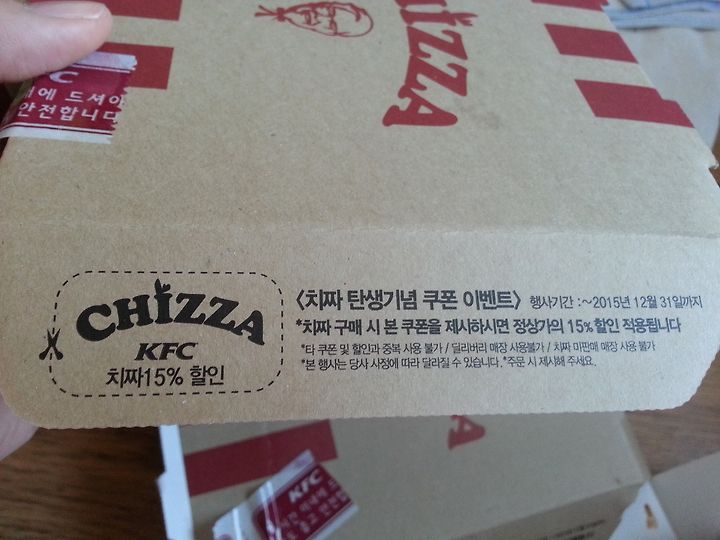 CHIZZA
C
에 드셔야
안전합니다
CHIZZA
KFC
치짜15% 할인
<치짜 탄생기념 쿠폰 이벤트> 행사기간 :~2015년 12월 31일까지
*치짜 구매 시 본 쿠폰을 제시하시면 정상가의 15% 할인 적용됩니다
*타 쿠폰 및 할인과 중복 사용 불가 / 딜리버리 매장 사용불가 / 치짜 미판매 매장 사용 불가
*본 행사는 당사 사정에 따라 달라질 수 있습니다. *주문 시 제시해 주세요.
ZA
KFC